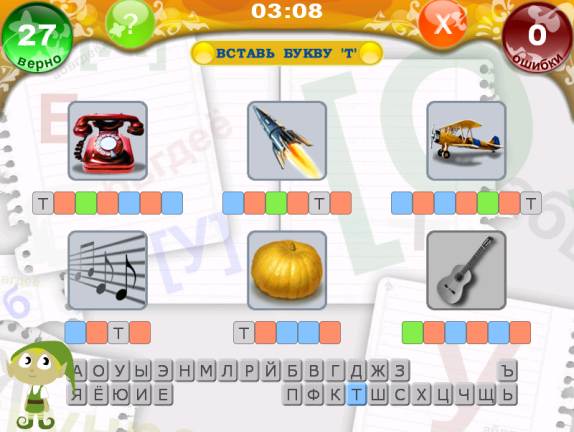 03:08
27
верно
?
X
0
ошибки
ВСТАВЬ БУКВУ 'Т'
Т
Т
Т
Т
Т
А О У Ы Э Н М Л Р Й Б В Г Д Ж З Ъ
Я Ё Ю И Е П Ф К Т Ш С Х Ц Ч Щ Ь